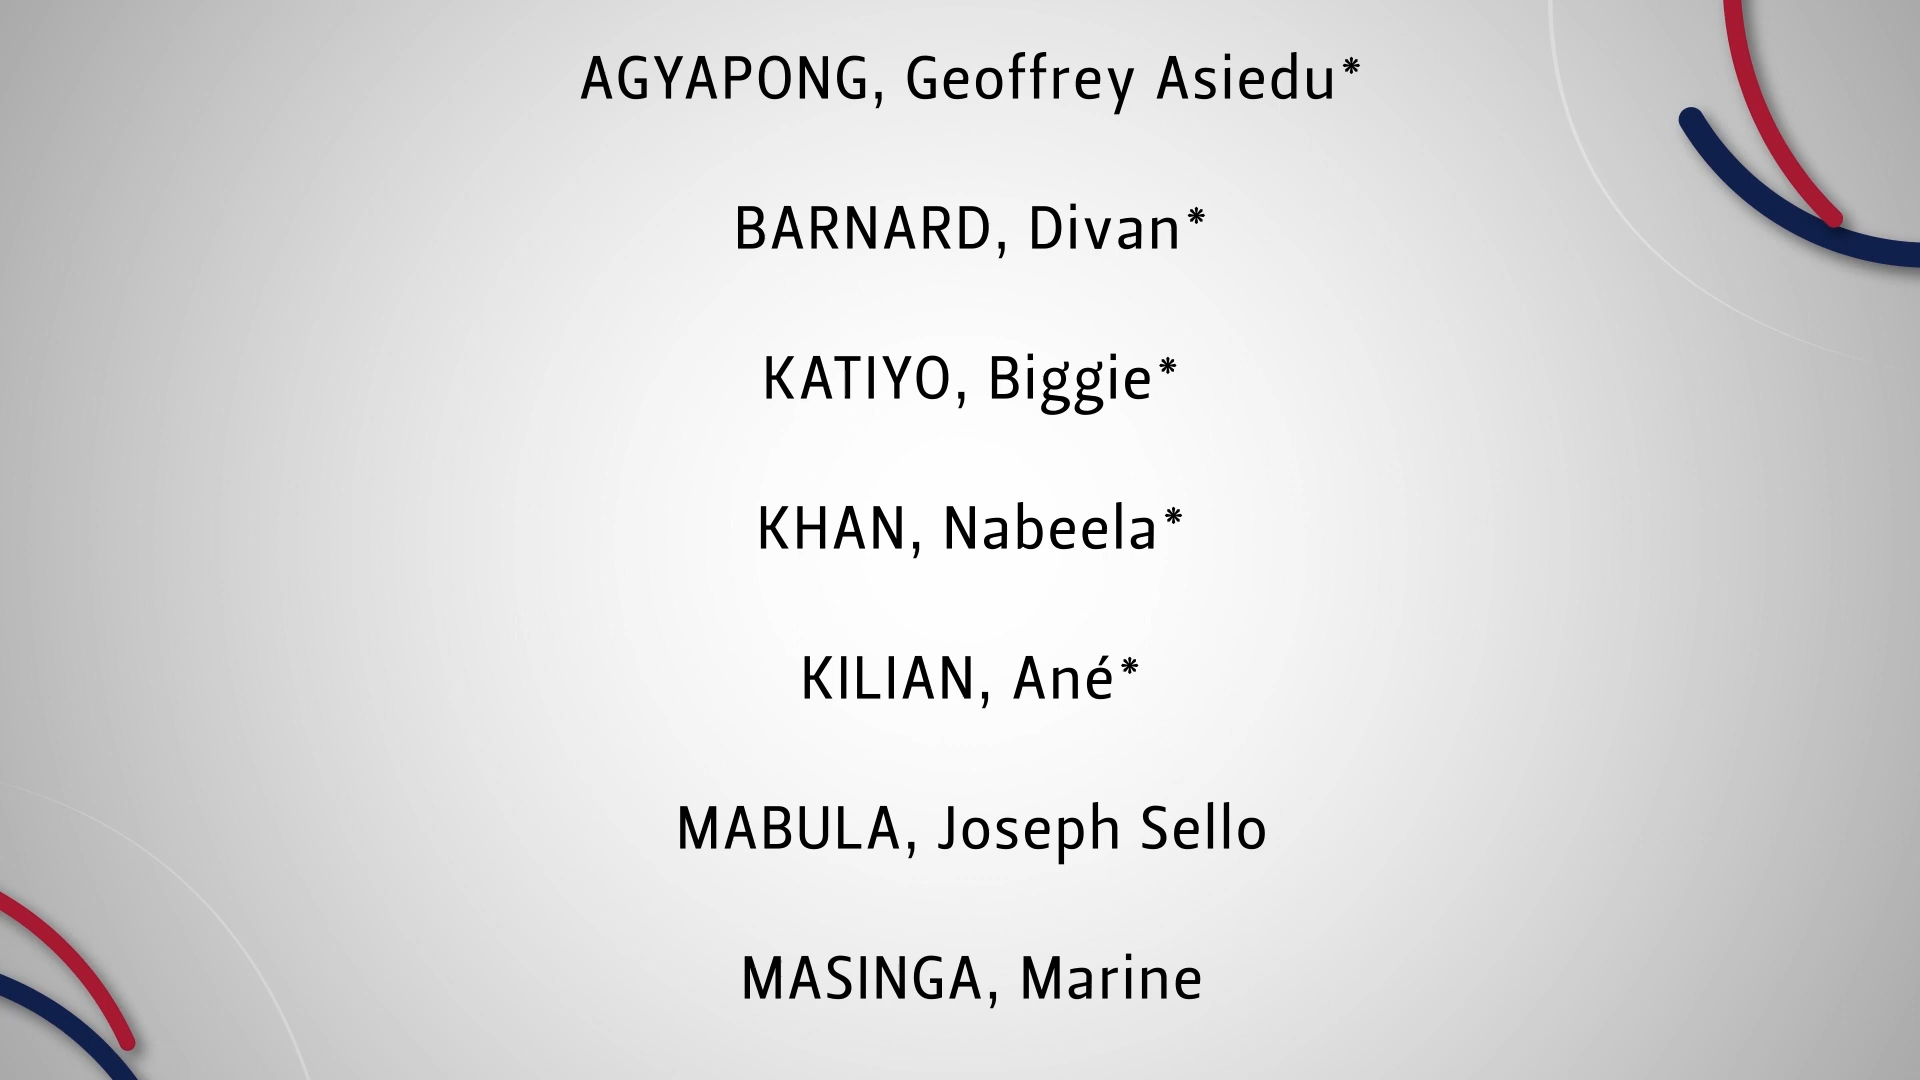 AGYAPONG, Geoffrey Asiedu*
BARNARD, Divan*
KATIYO, Biggie*
KHAN, Nabeela*
KILIAN, Ané*
MABULA, Joseph Sello
MASINGA, Marine